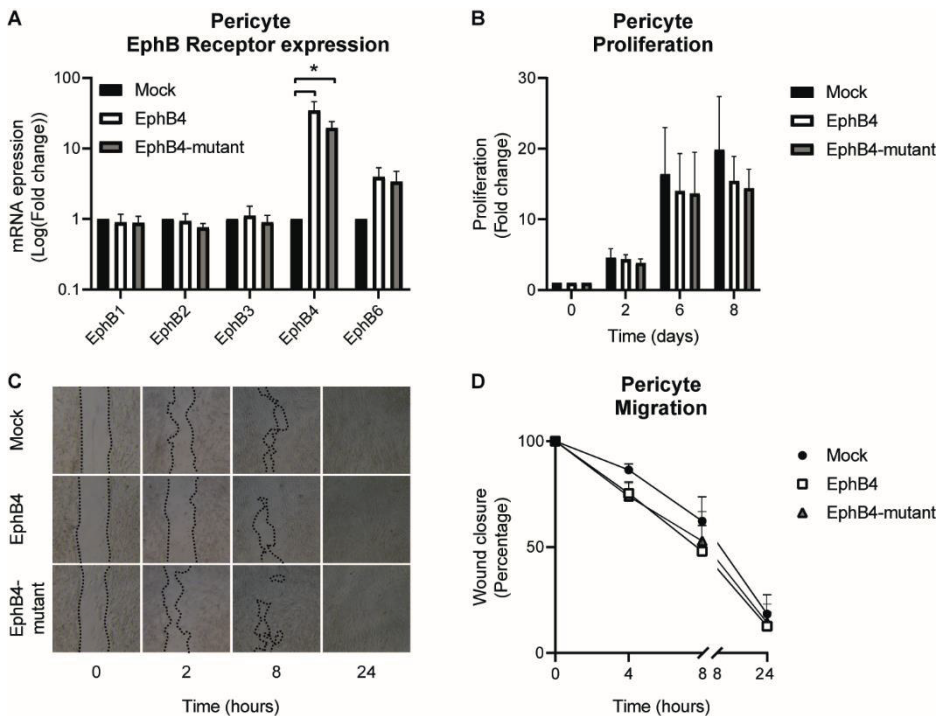 A
Pericyte
EphB Receptor expression
mRNA epression
(Log(Fold change))
100
10
1
0.1
Mock
EphB4
EphB4-mutant
*
EphB1
EphB2
EphB3
EphB4
EphB6
B
Pericyte
Proliferation
Proliferation
(Fold change)
30
20
10
0
0
2
6
8
Time (days)
Mock
EphB4
EphB4-mutant
C
Mock
EphB4
EphB4-
mutant
0
2
8
24
Time (hours)
D
Pericyte
Migration
Wound closure
(Percentage)
100
50
0
0
4
8
8
24
Time (hours)
Mock
EphB4
EphB4-mutant